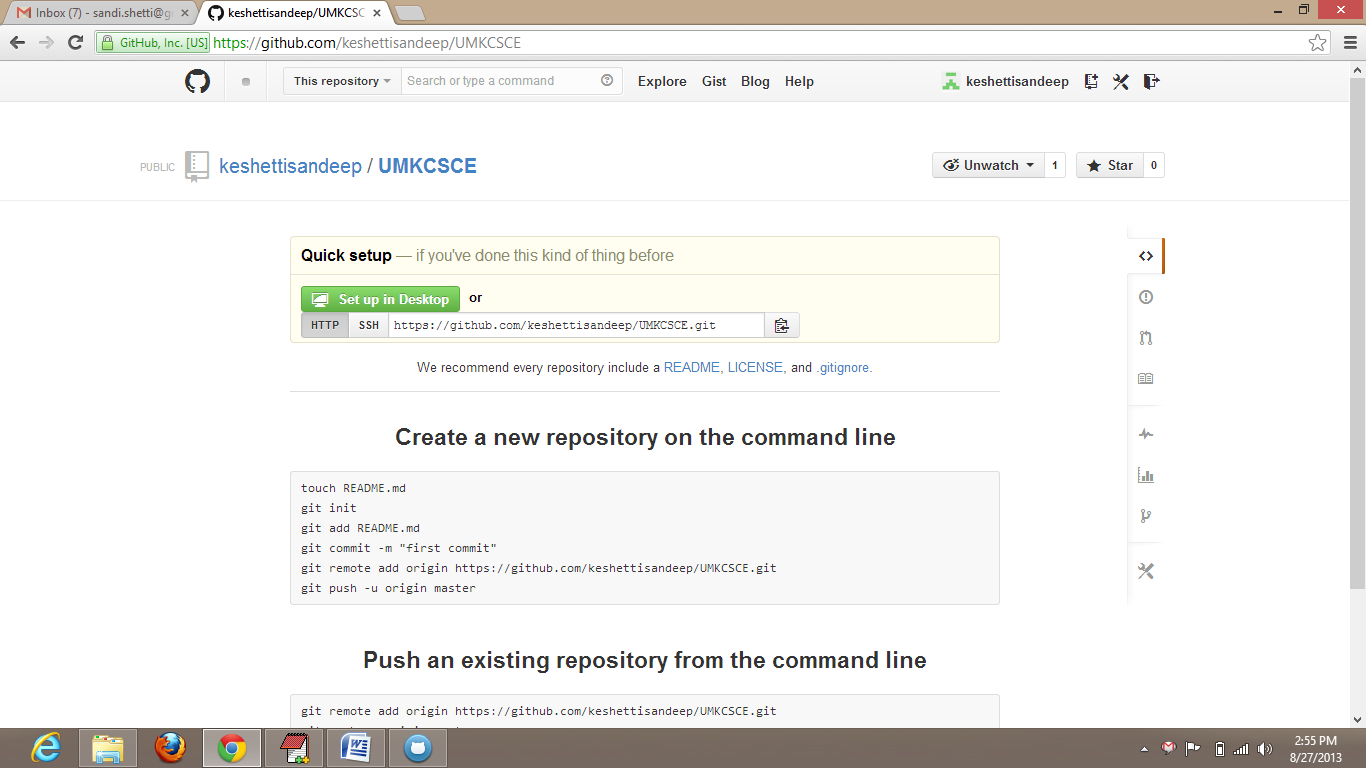 Inbox (7) - sandi.shetti@g
keshettisandeep/UMKCSC
GitHub, Inc. [US] https://github.com/keshettisandeep/UMKCSCE
This repository Search or type a command Explore Gist Blog Help keshettisandeep
PUBLIC keshettisandeep / UMKCSCE Unwatch 1 Star 0
Quick setup — if you've done this kind of thing before
Set up in Desktop or
HTTP SSH https://github.com/keshettisandeep/UMKCSCE.git
We recommend every repository include a README, LICENSE, and .gitignore.
Create a new repository on the command line
touch README.md
git init
git add README.md
git commit -m "first commit"
git remote add origin https://github.com/keshettisandeep/UMKCSCE.git
git push -u origin master
Push an existing repository from the command line
git remote add origin https://github.com/keshettisandeep/UMKCSCE.git
2:55 PM
8/27/2013